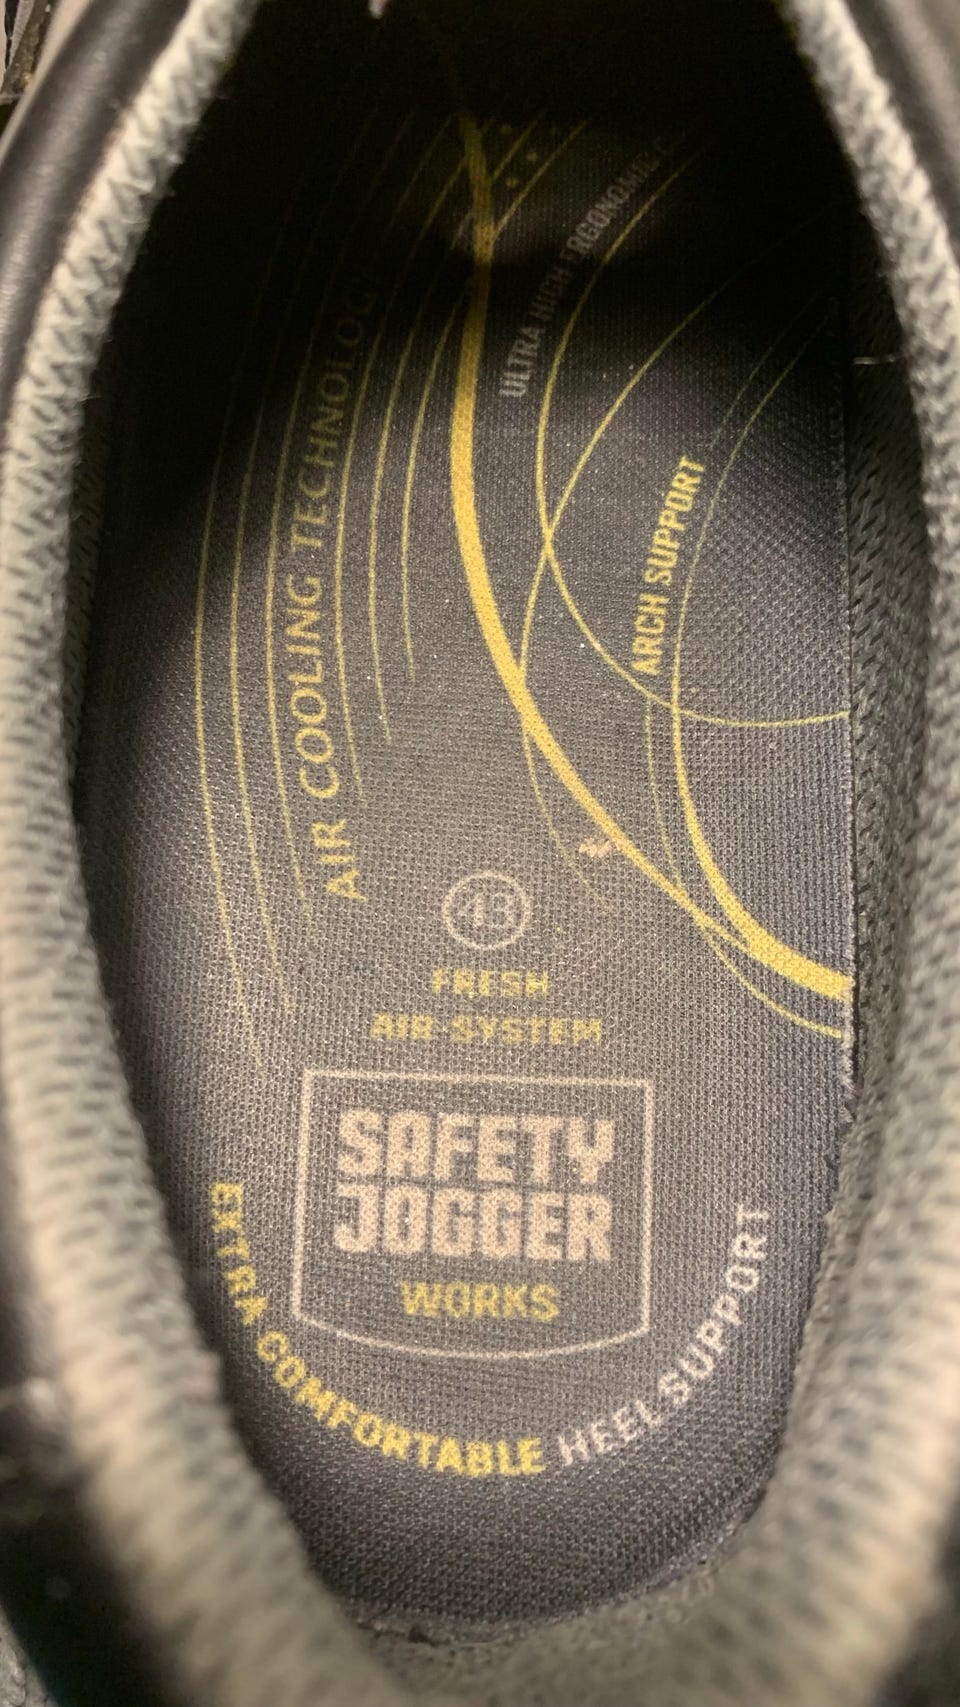 ULTRA HIGH ERGONOMIC
AIR COOLING TECHNOLOGY
ARCH SUPPORT
43
FRESH
AIR-SYSTEM
SAFETY
JOGGER
WORKS
EXTRA COMFORTABLE HEEL SUPPORT